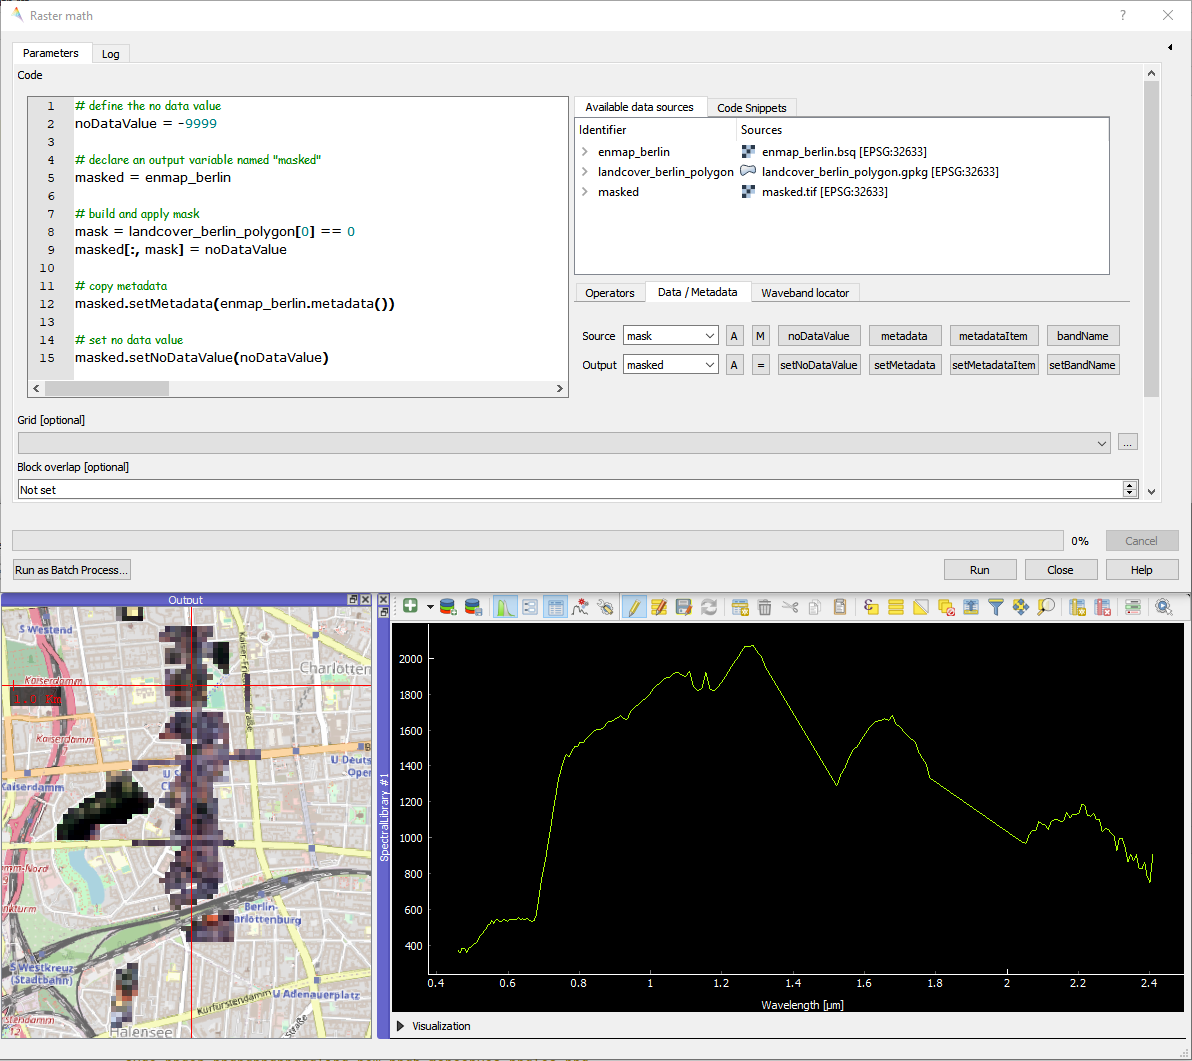 Raster math
?
Parameters
Log
Code
1 # define the no data value
2 noDataValue = -9999
3
4 # declare an output variable named "masked"
5 masked = enmap_berlin
6
7 # build and apply mask
8 mask = landcover_berlin_polygon[0] == 0
9 masked[:, mask] = noDataValue
10
11 # copy metadata
12 masked.setMetadata(enmap_berlin.metadata())
13
14 # set no data value
15 masked.setNoDataValue(noDataValue)
Available data sources
Code Snippets
Identifier Sources
enmap_berlin enmap_berlin.bsq [EPSG:32633]
landcover_berlin_polygon landcover_berlin_polygon.gpkg [EPSG:32633]
masked masked.tif [EPSG:32633]
Operators
Data / Metadata
Waveband locator
Source mask A M noDataValue metadata metadataItem bandName
Output masked A = setNoDataValue setMetadata setMetadataItem setBandName
Grid [optional]
...
Block overlap [optional]
Not set
0%
Cancel
Run as Batch Process...
Run
Close
Help
Output
S Westend
Kaiserdamm
Charlotten
Kaiser-Frie
straße
Kaiserdamm
Kaiserdamm
U Deuts
Oper
Berlin-
S Westkreuz
(Stadtbahn)
Kurfürstendamm
U Adenauerplatz
Halensee
Straße
SpectralLibrary #1
2000
1800
1600
1400
1200
1000
800
600
400
0.4 0.6 0.8 1 1.2 1.4 1.6 1.8 2 2.2 2.4
Wavelength [µm]
Visualization